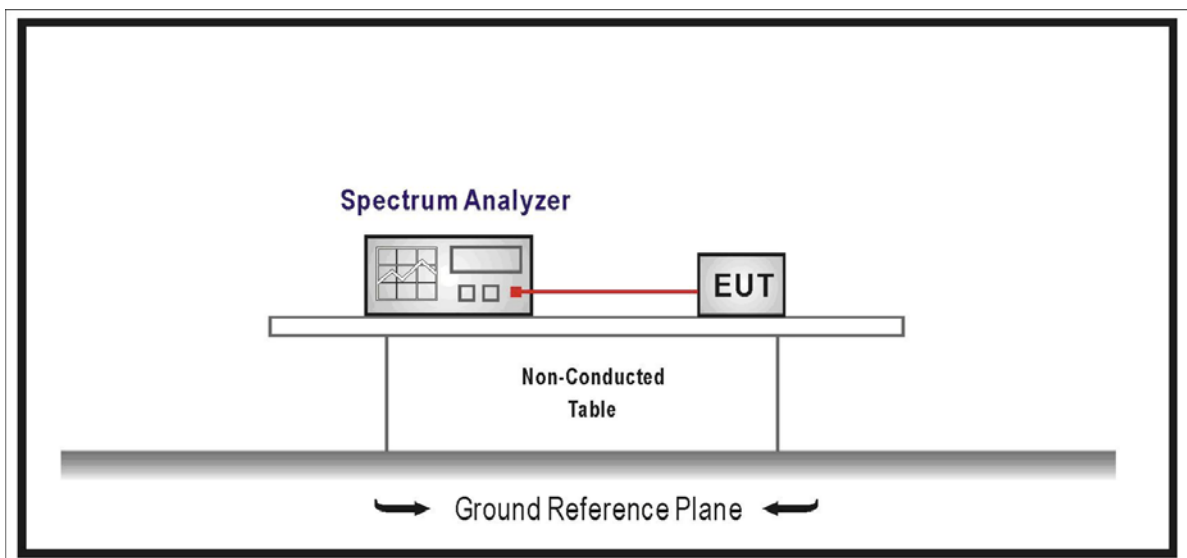 Spectrum Analyzer
EUT
Non-Conducted
Table
Ground Reference Plane